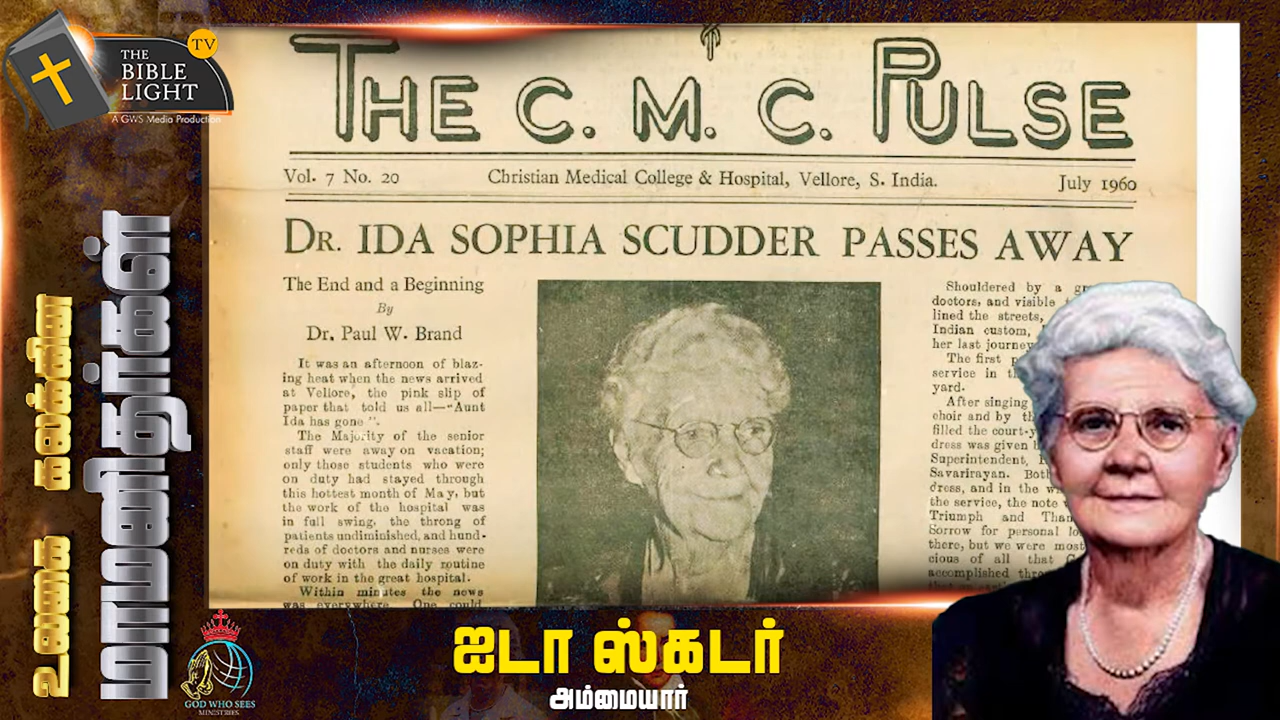 THE
BIBLE
LIGHT
TV
A GWS Media Production
THE C. M. C. PULSE
Vol. 7 No. 20 Christian Medical College & Hospital, Vellore, S. India. July 1960
DR. IDA SOPHIA SCUDDER PASSES AWAY
The End and a Beginning
By
Dr. Paul W. Brand
It was an afternoon of blaz-
ing heat when the news arrived
at Vellore, the pink slip of
paper that told us all—"Aunt
Ida has gone".
The Majority of the senior
staff were away on vacation;
only those students who were
on duty had stayed through
this hottest month of May, but
the work of the hospital was
in full swing, the throng of
patients undiminished, and hund-
reds of doctors and nurses were
on duty with the daily routine
of work in the great hospital.
Within minutes the news
was everywhere. One could
Shouldered by a
doctors, and visible
lined the streets,
Indian custom,
her last journey
The first
service in
yard.
After singing
choir and by
filled the court-y
dress was given
Superintendent,
Savarirayan.
dress, and in the
the service, the note
Triumph and
Sorrow for personal
there, but we were most
cious of all that
accomplished
உலகை கலக்கின
மாமனிதர்கள்
GOD WHO SEES
MINISTRIES
ஐடா ஸ்கடர்
அம்மையார்